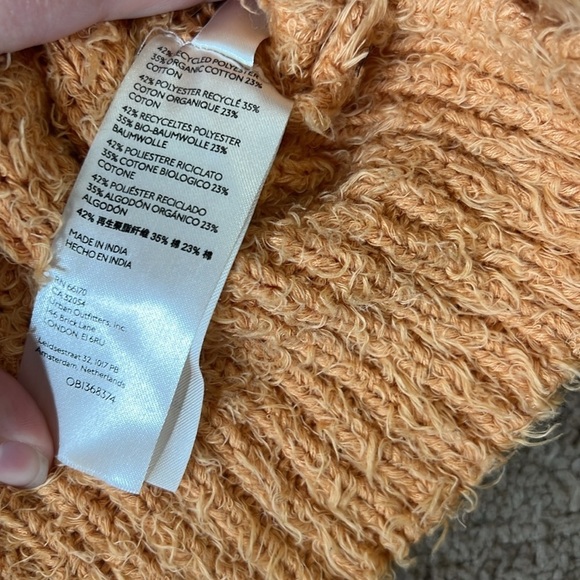 42% RECYCLED POLYESTER
35% ORGANIC COTTON 23%
COTTON
42% POLYESTER RECYCLÉ 35%
COTON ORGANIQUE 23%
COTON
42% RECYCELTES POLYESTER
35% BIO-BAUMWOLLE 23%
BAUMWOLLE
42% POLIESTERE RICICLATO
35% COTONE BIOLOGICO 23%
COTONE
42% POLIÉSTER RECICLADO
35% ALGODÓN ORGÁNICO 23%
ALGODÓN
42% 再生聚酯纤维 35% 棉 23% 棉
MADE IN INDIA
HECHO EN INDIA
RN 66170
CA 32054
Urban Outfitters, Inc.
146 Brick Lane
LONDON. E1 6RU
Leidsestraat 32, 1017 PB
Amsterdam, Netherlands
OB1368374